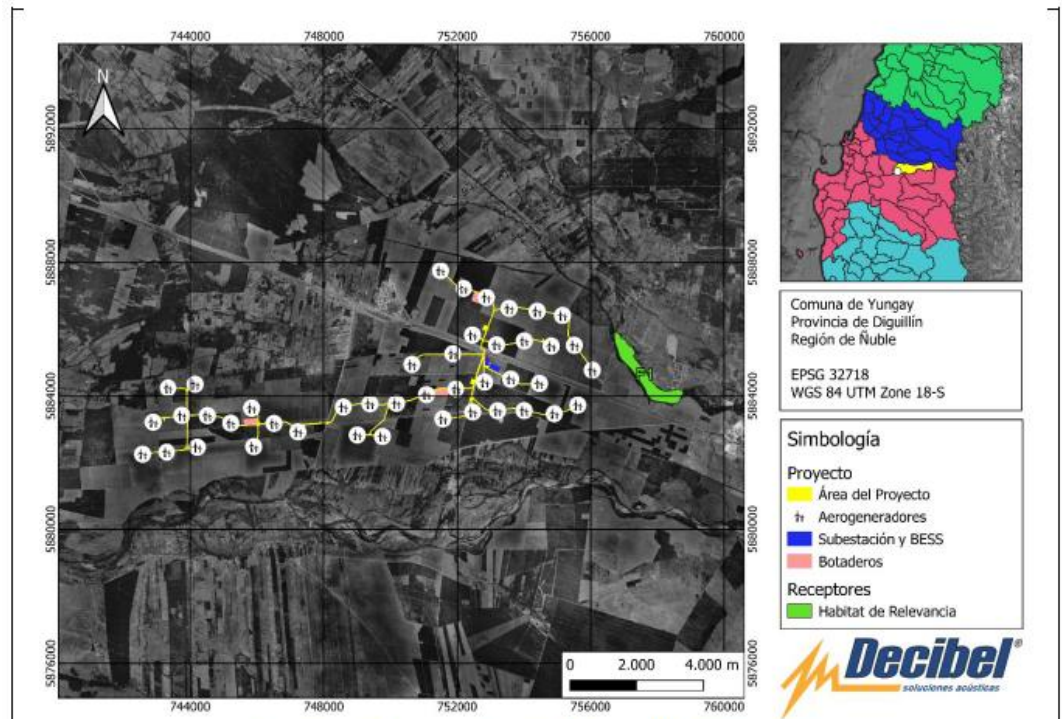 744000 748000 752000 756000 760000
N
5892000 5892000
5888000 5888000
5884000 5884000
5880000 5880000
5876000 5876000
0 2.000 4.000 m
744000 748000 752000 756000 760000
Comuna de Yungay
Provincia de Diguillín
Región de Ñuble
EPSG 32718
WGS 84 UTM Zone 18-S
Simbología
Proyecto
Área del Proyecto
Aerogeneradores
Subestación y BESS
Botaderos
Receptores
Habitat de Relevancia
Decibel®
soluciones acústicas